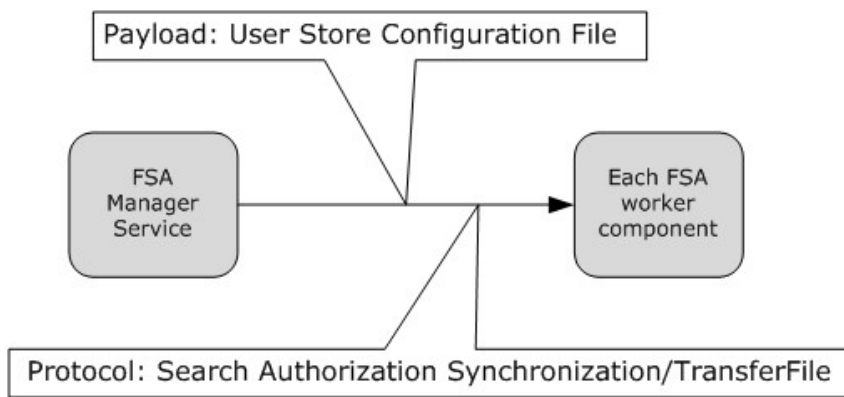 Payload: User Store Configuration File
FSA
Manager
Service
Each FSA
worker
component
Protocol: Search Authorization Synchronization/TransferFile